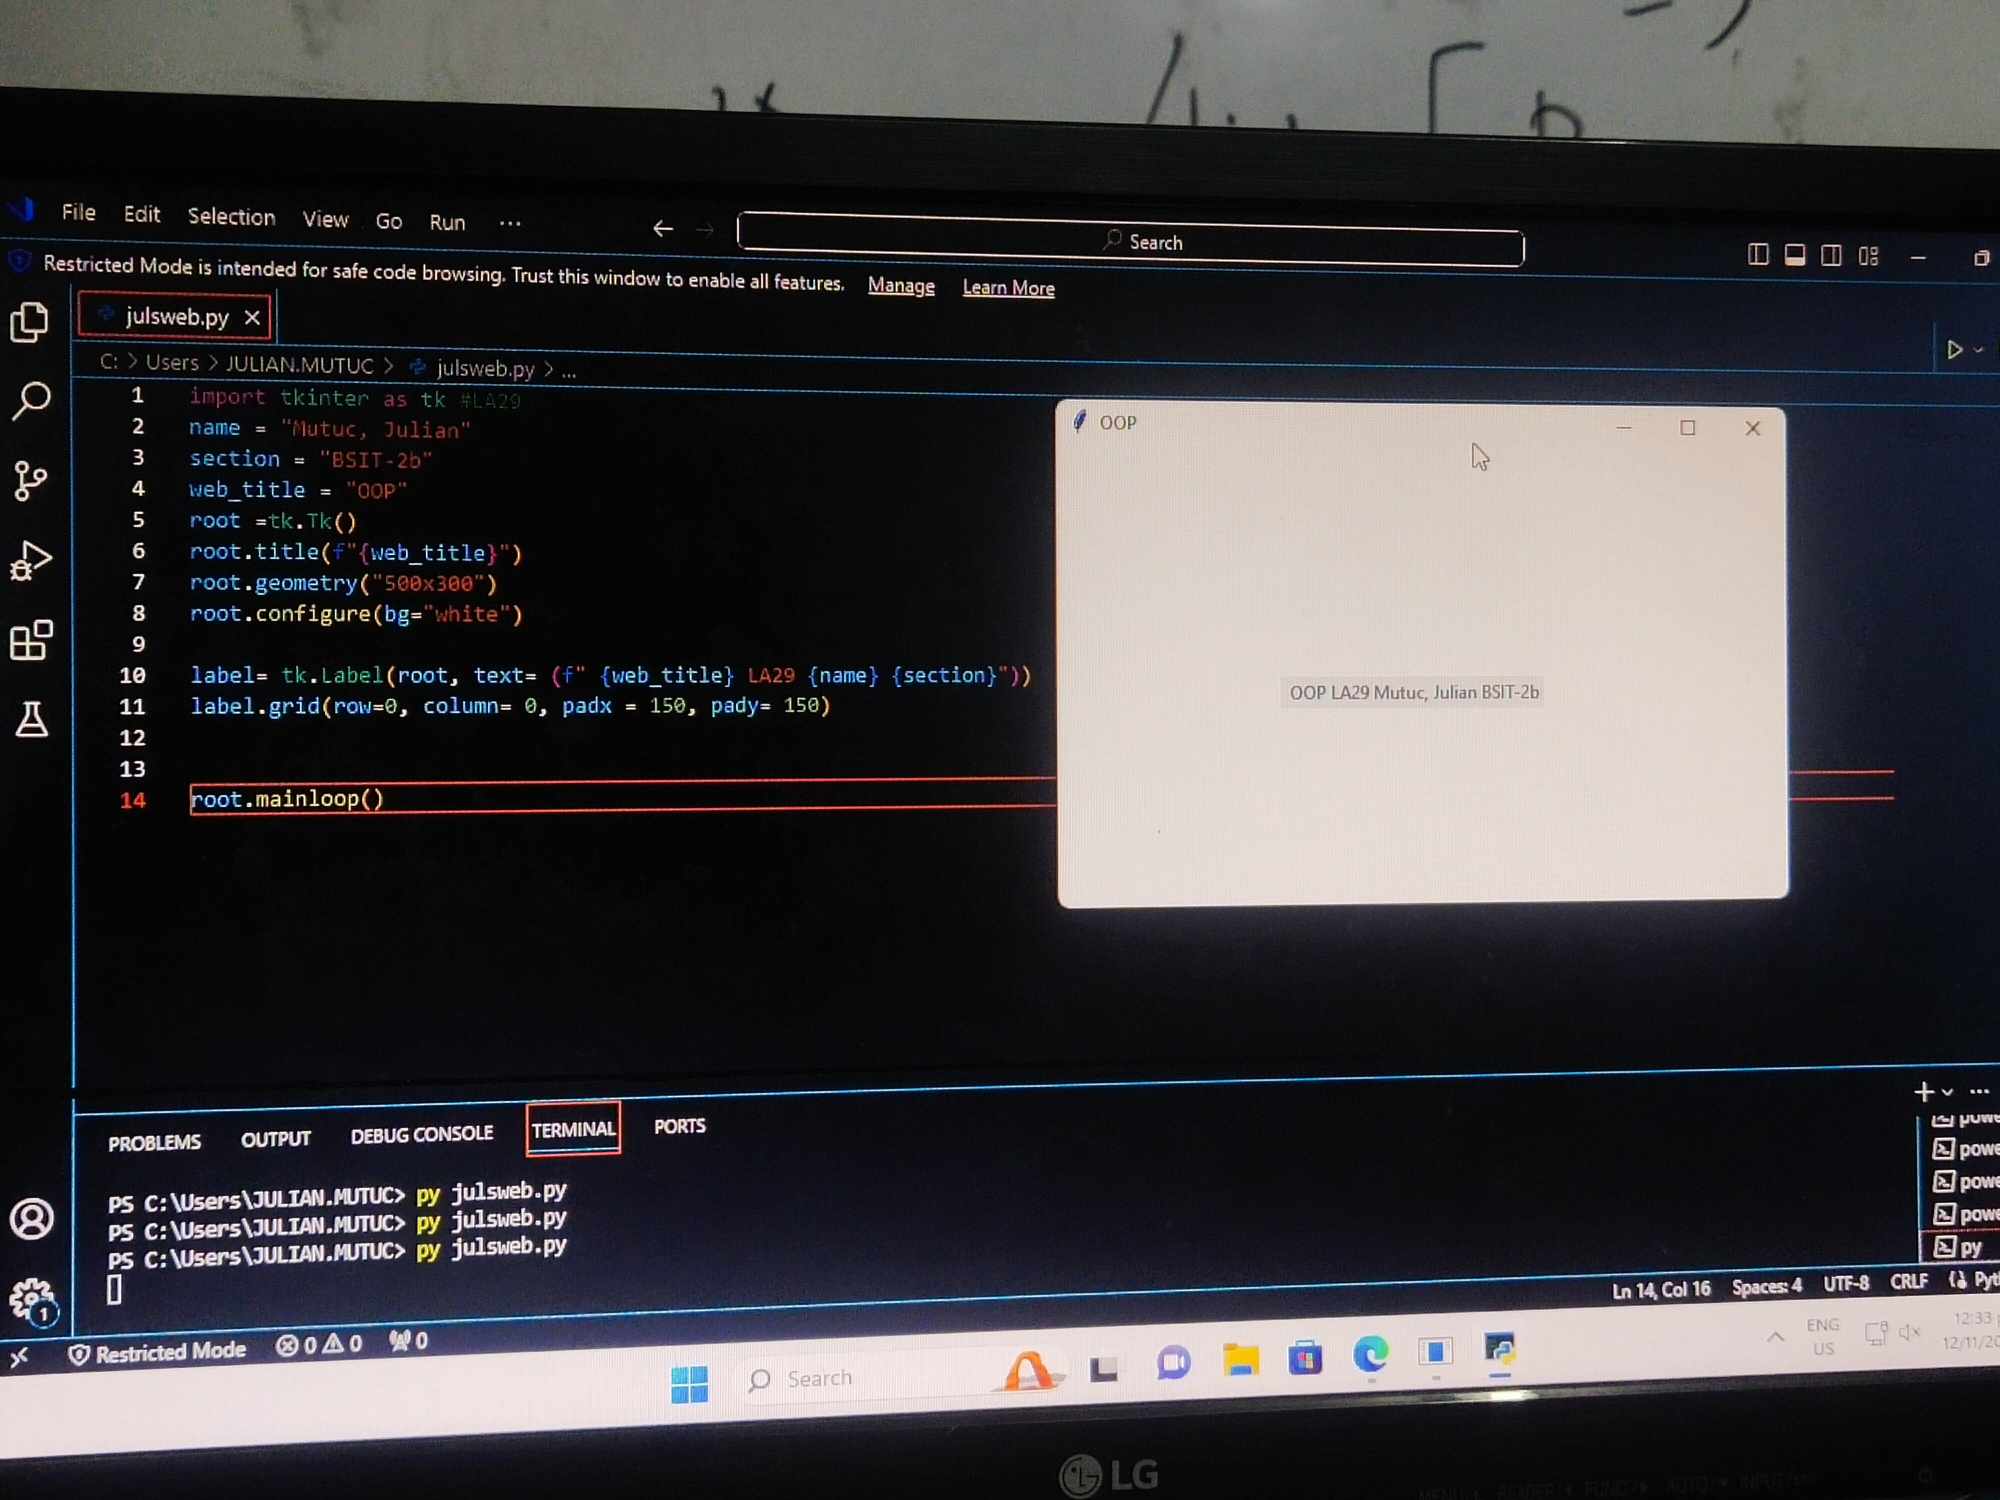 File Edit Selection View Go Run ... Search
Restricted Mode is intended for safe code browsing. Trust this window to enable all features. Manage Learn More
julsweb.py
C: > Users > JULIAN.MUTUC > julsweb.py > ...
1 import tkinter as tk #LA29
2 name = "Mutuc, Julian"
3 section = "BSIT-2b"
4 web_title = "OOP"
5 root =tk.Tk()
6 root.title(f"{web_title}")
7 root.geometry("500x300")
8 root.configure(bg="white")
9
10 label= tk.Label(root, text= (f" {web_title} LA29 {name} {section}"))
11 label.grid(row=0, column= 0, padx = 150, pady= 150)
12
13
14 root.mainloop()
OOP
OOP LA29 Mutuc, Julian BSIT-2b
PROBLEMS OUTPUT DEBUG CONSOLE TERMINAL PORTS
PS C:\Users\JULIAN.MUTUC> py julsweb.py
PS C:\Users\JULIAN.MUTUC> py julsweb.py
PS C:\Users\JULIAN.MUTUC> py julsweb.py
powe
powe
powe
powe
py
1
Ln 14, Col 16 Spaces: 4 UTF-8 CRLF Pyt
Restricted Mode 0 0 0
Search
ENG
US
12:33
12/11/20
LG